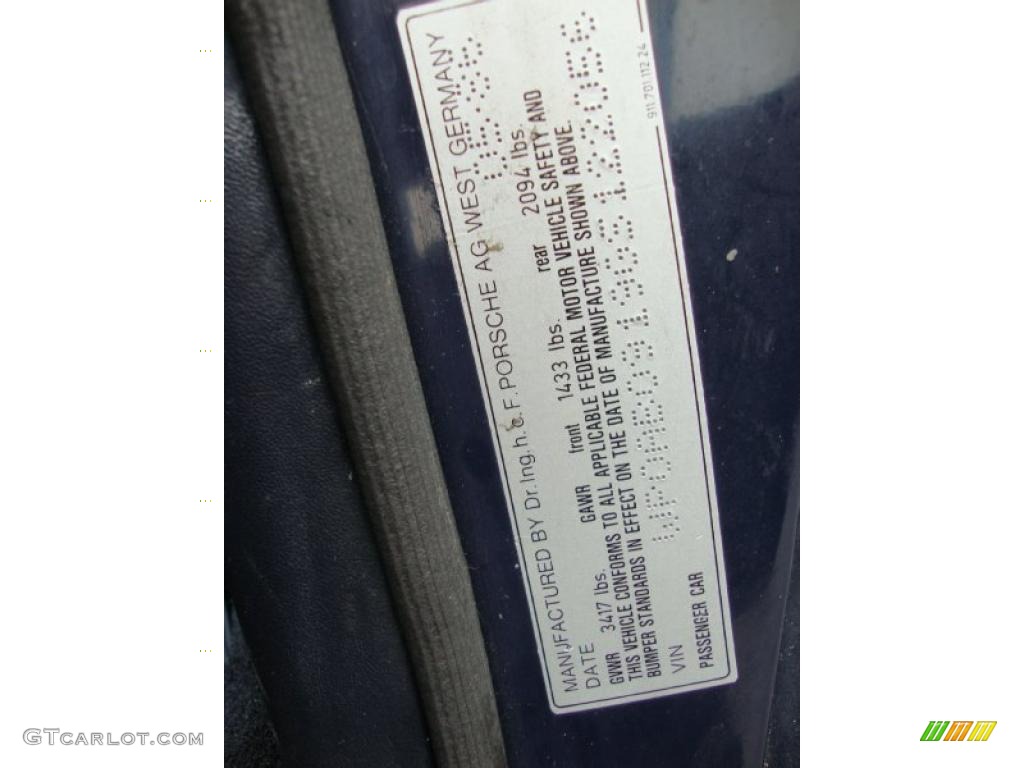 MANUFACTURED BY Dr. Ing. h. c. F. PORSCHE AG WEST GERMANY
DATE
GVWR 3417 lbs. GAWR front 1433 lbs. rear 2094 lbs.
THIS VEHICLE CONFORMS TO ALL APPLICABLE FEDERAL MOTOR VEHICLE SAFETY AND
BUMPER STANDARDS IN EFFECT ON THE DATE OF MANUFACTURE SHOWN ABOVE.
VIN
PASSENGER CAR
911.701.112.24
GTCARLOT.COM